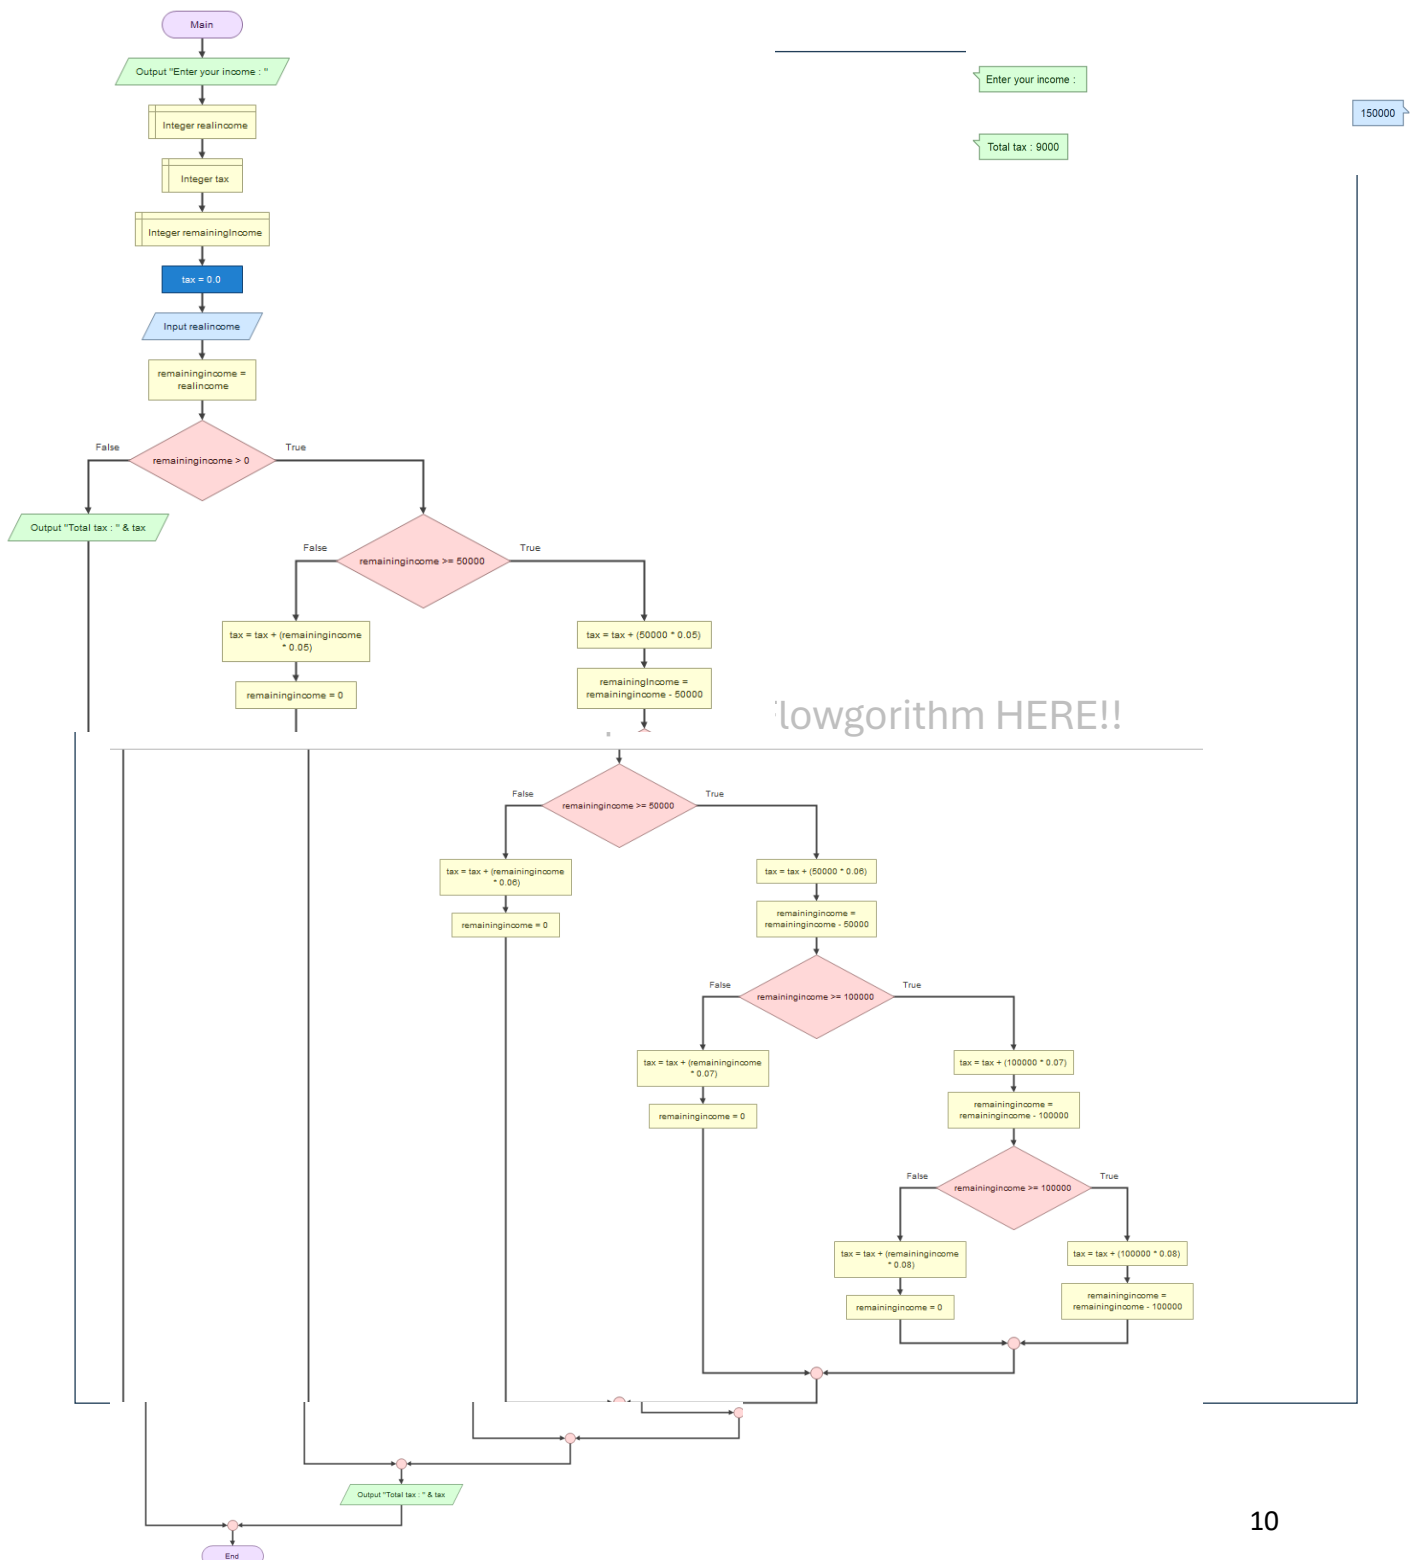 Main
Output "Enter your income : "
Integer realincome
Integer tax
Integer remainingIncome
tax = 0.0
Input realincome
remainingincome =
realincome
False
True
remainingincome > 0
Output "Total tax : " & tax
False
True
remainingincome >= 50000
tax = tax + (remainingincome
* 0.05)
remainingincome = 0
tax = tax + (50000 * 0.05)
remainingIncome =
remainingincome - 50000
Enter your income :
150000
Total tax : 9000
lowgorithm HERE!!
False
True
remainingincome >= 50000
tax = tax + (remainingincome
* 0.06)
remainingincome = 0
tax = tax + (50000 * 0.06)
remainingincome =
remainingincome - 50000
False
True
remainingincome >= 100000
tax = tax + (remainingincome
* 0.07)
remainingincome = 0
tax = tax + (100000 * 0.07)
remainingincome =
remainingincome - 100000
False
True
remainingincome >= 100000
tax = tax + (remainingincome
* 0.08)
remainingincome = 0
tax = tax + (100000 * 0.08)
remainingincome =
remainingincome - 100000
Output "Total tax : " & tax
End
10